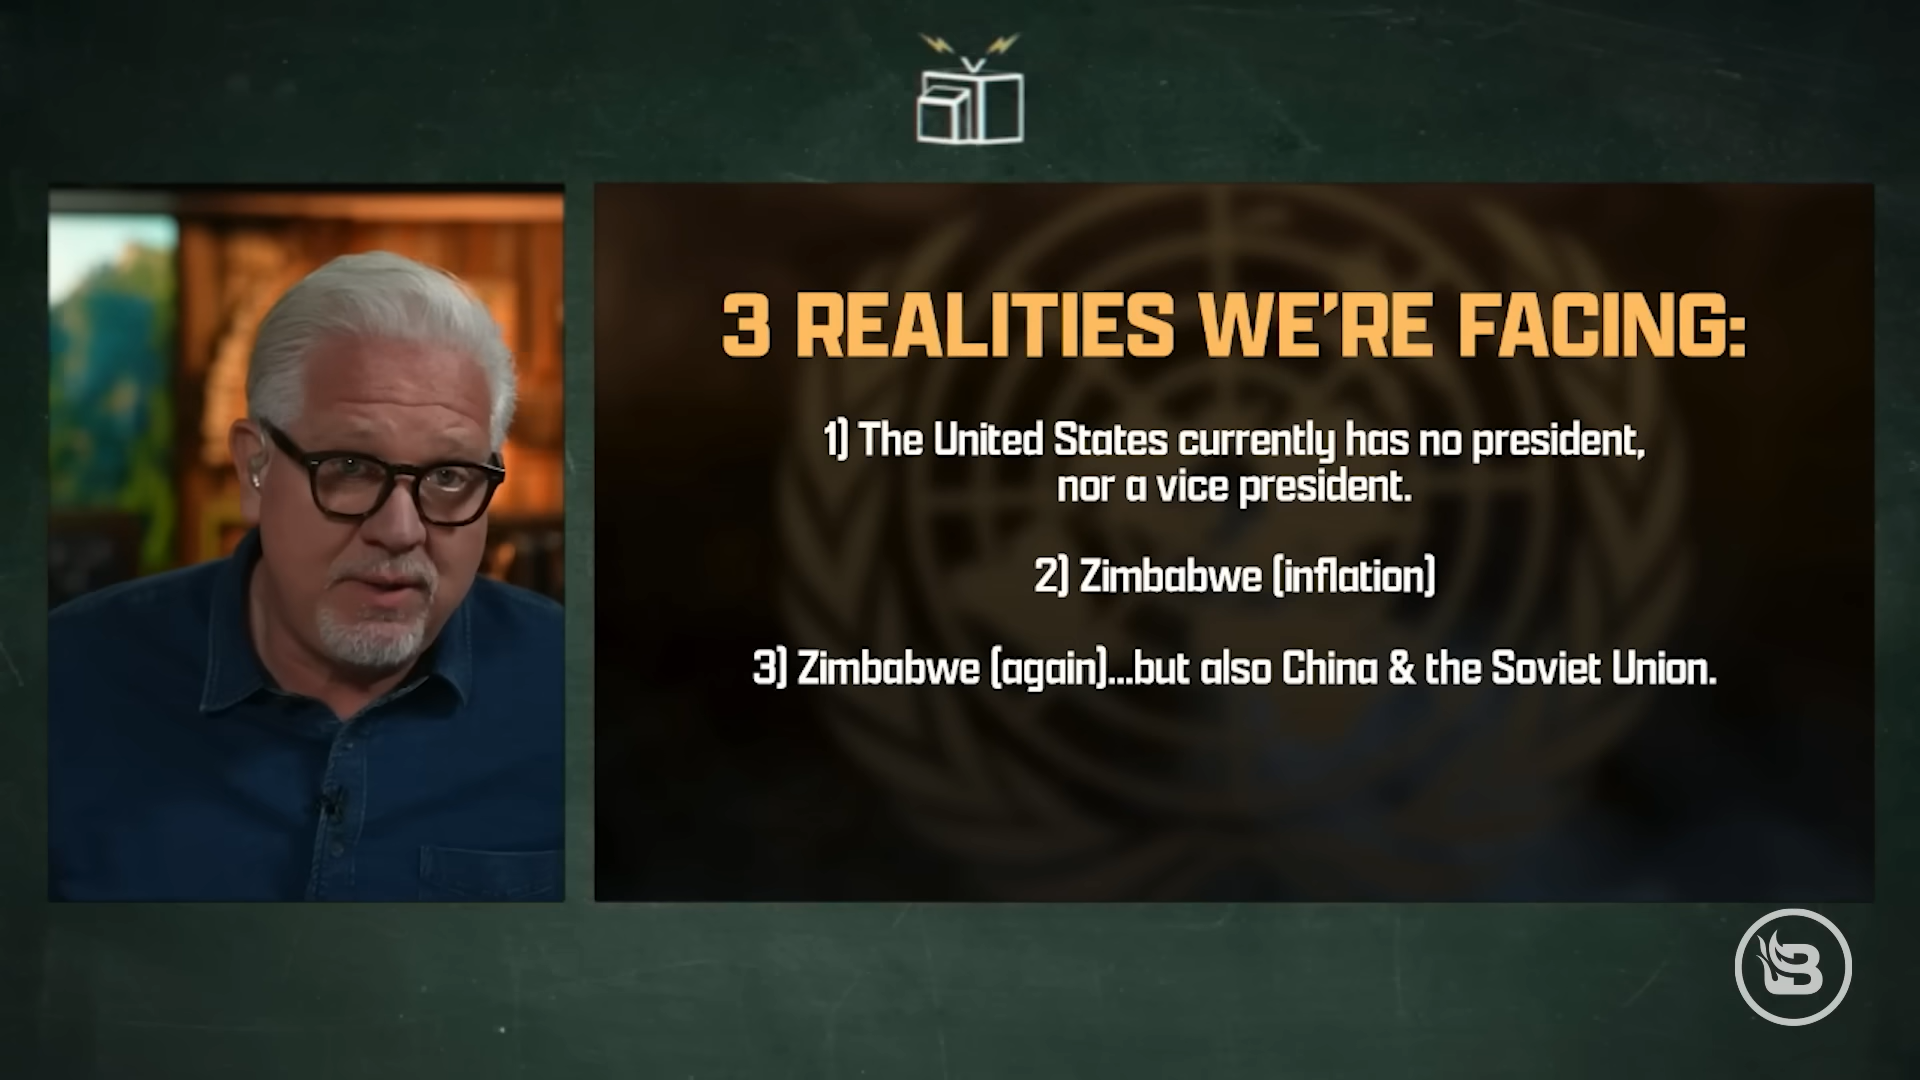 3 REALITIES WE'RE FACING:
1) The United States currently has no president,
nor a vice president.
2) Zimbabwe (inflation)
3) Zimbabwe (again)...but also China & the Soviet Union.
B